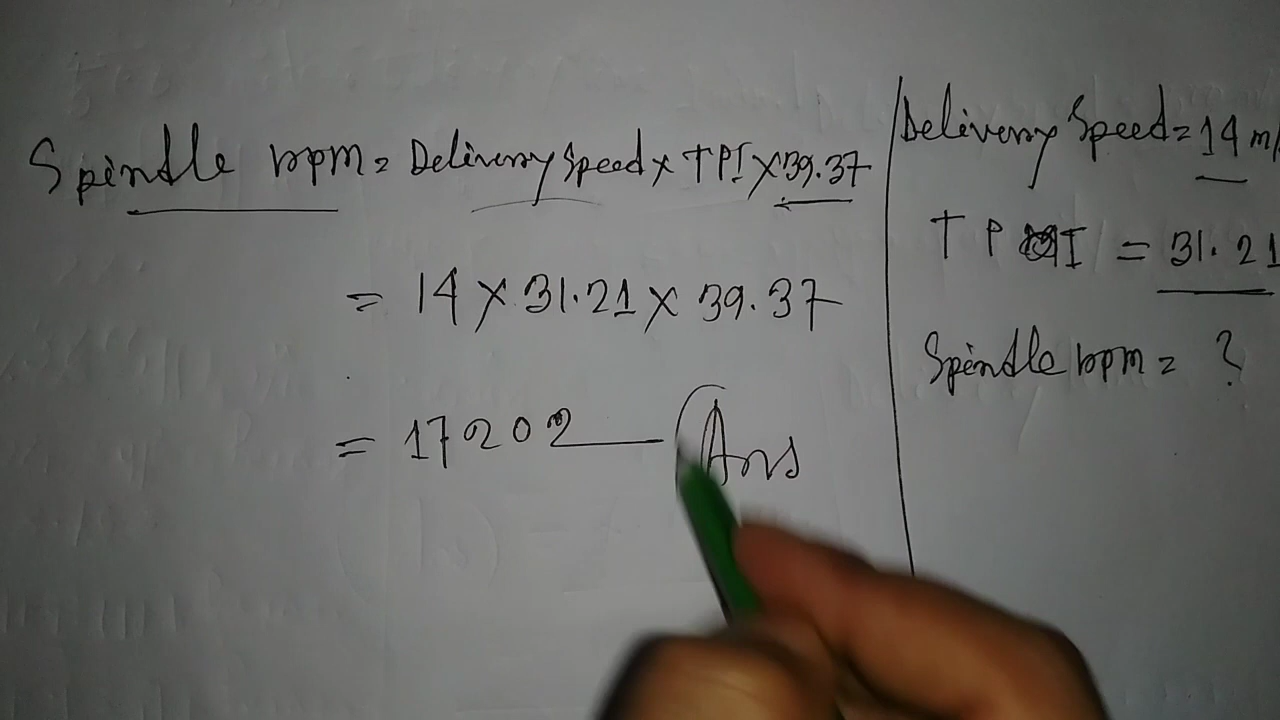 Spindle rpm = Delivery Speed x TPI x 39.37
= 14 x 31.21 x 39.37
= 17202 Ans
Delivery Speed = 14 m/
TPI = 31.21
Spindle rpm = ?